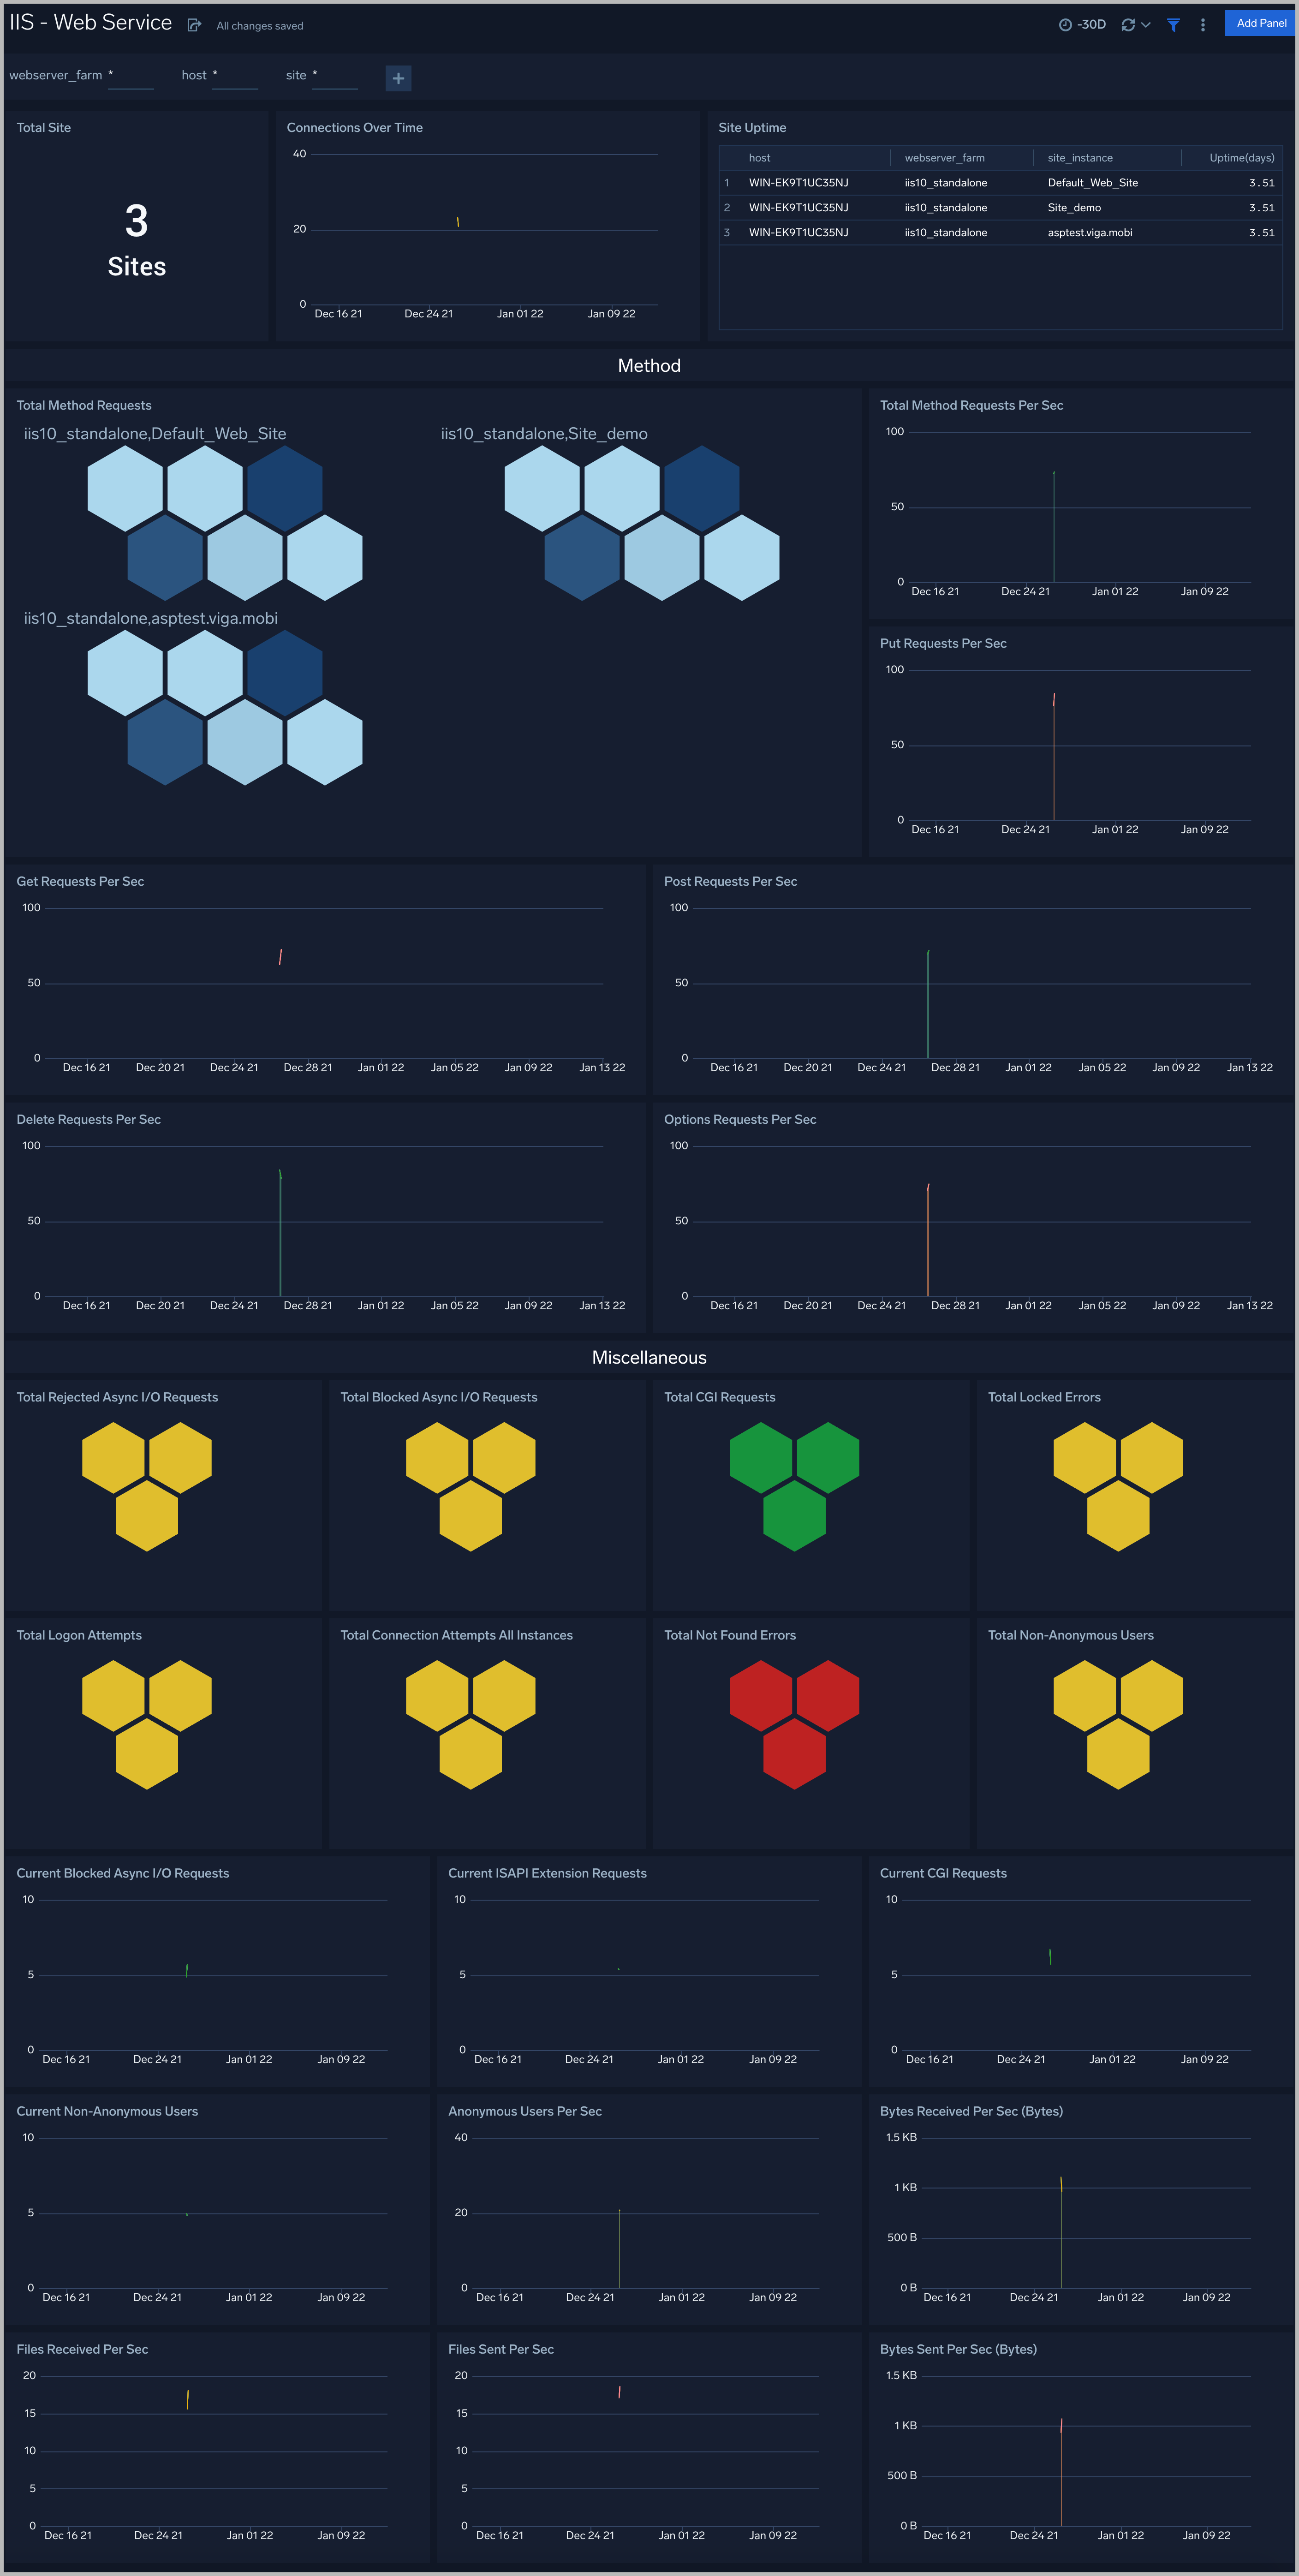 IIS - Web Service
All changes saved
-30D
Add Panel
webserver_farm *
host *
site *
+
Total Site
3
Sites
Connections Over Time
40
20
0
Dec 16 21
Dec 24 21
Jan 01 22
Jan 09 22
Site Uptime
host webserver_farm site_instance Uptime(days)
1 WIN-EK9T1UC35NJ iis10_standalone Default_Web_Site 3.51
2 WIN-EK9T1UC35NJ iis10_standalone Site_demo 3.51
3 WIN-EK9T1UC35NJ iis10_standalone asptest.viga.mobi 3.51
Method
Total Method Requests
iis10_standalone,Default_Web_Site
iis10_standalone,Site_demo
iis10_standalone,asptest.viga.mobi
Total Method Requests Per Sec
100
50
0
Dec 16 21
Dec 24 21
Jan 01 22
Jan 09 22
Put Requests Per Sec
100
50
0
Dec 16 21
Dec 24 21
Jan 01 22
Jan 09 22
Get Requests Per Sec
100
50
0
Dec 16 21
Dec 20 21
Dec 24 21
Dec 28 21
Jan 01 22
Jan 05 22
Jan 09 22
Jan 13 22
Post Requests Per Sec
100
50
0
Dec 16 21
Dec 20 21
Dec 24 21
Dec 28 21
Jan 01 22
Jan 05 22
Jan 09 22
Jan 13 22
Delete Requests Per Sec
100
50
0
Dec 16 21
Dec 20 21
Dec 24 21
Dec 28 21
Jan 01 22
Jan 05 22
Jan 09 22
Jan 13 22
Options Requests Per Sec
100
50
0
Dec 16 21
Dec 20 21
Dec 24 21
Dec 28 21
Jan 01 22
Jan 05 22
Jan 09 22
Jan 13 22
Miscellaneous
Total Rejected Async I/O Requests
Total Blocked Async I/O Requests
Total CGI Requests
Total Locked Errors
Total Logon Attempts
Total Connection Attempts All Instances
Total Not Found Errors
Total Non-Anonymous Users
Current Blocked Async I/O Requests
10
5
0
Dec 16 21
Dec 24 21
Jan 01 22
Jan 09 22
Current ISAPI Extension Requests
10
5
0
Dec 16 21
Dec 24 21
Jan 01 22
Jan 09 22
Current CGI Requests
10
5
0
Dec 16 21
Dec 24 21
Jan 01 22
Jan 09 22
Current Non-Anonymous Users
10
5
0
Dec 16 21
Dec 24 21
Jan 01 22
Jan 09 22
Anonymous Users Per Sec
40
20
0
Dec 16 21
Dec 24 21
Jan 01 22
Jan 09 22
Bytes Received Per Sec (Bytes)
1.5 KB
1 KB
500 B
0 B
Dec 16 21
Dec 24 21
Jan 01 22
Jan 09 22
Files Received Per Sec
20
15
10
5
0
Dec 16 21
Dec 24 21
Jan 01 22
Jan 09 22
Files Sent Per Sec
20
15
10
5
0
Dec 16 21
Dec 24 21
Jan 01 22
Jan 09 22
Bytes Sent Per Sec (Bytes)
1.5 KB
1 KB
500 B
0 B
Dec 16 21
Dec 24 21
Jan 01 22
Jan 09 22